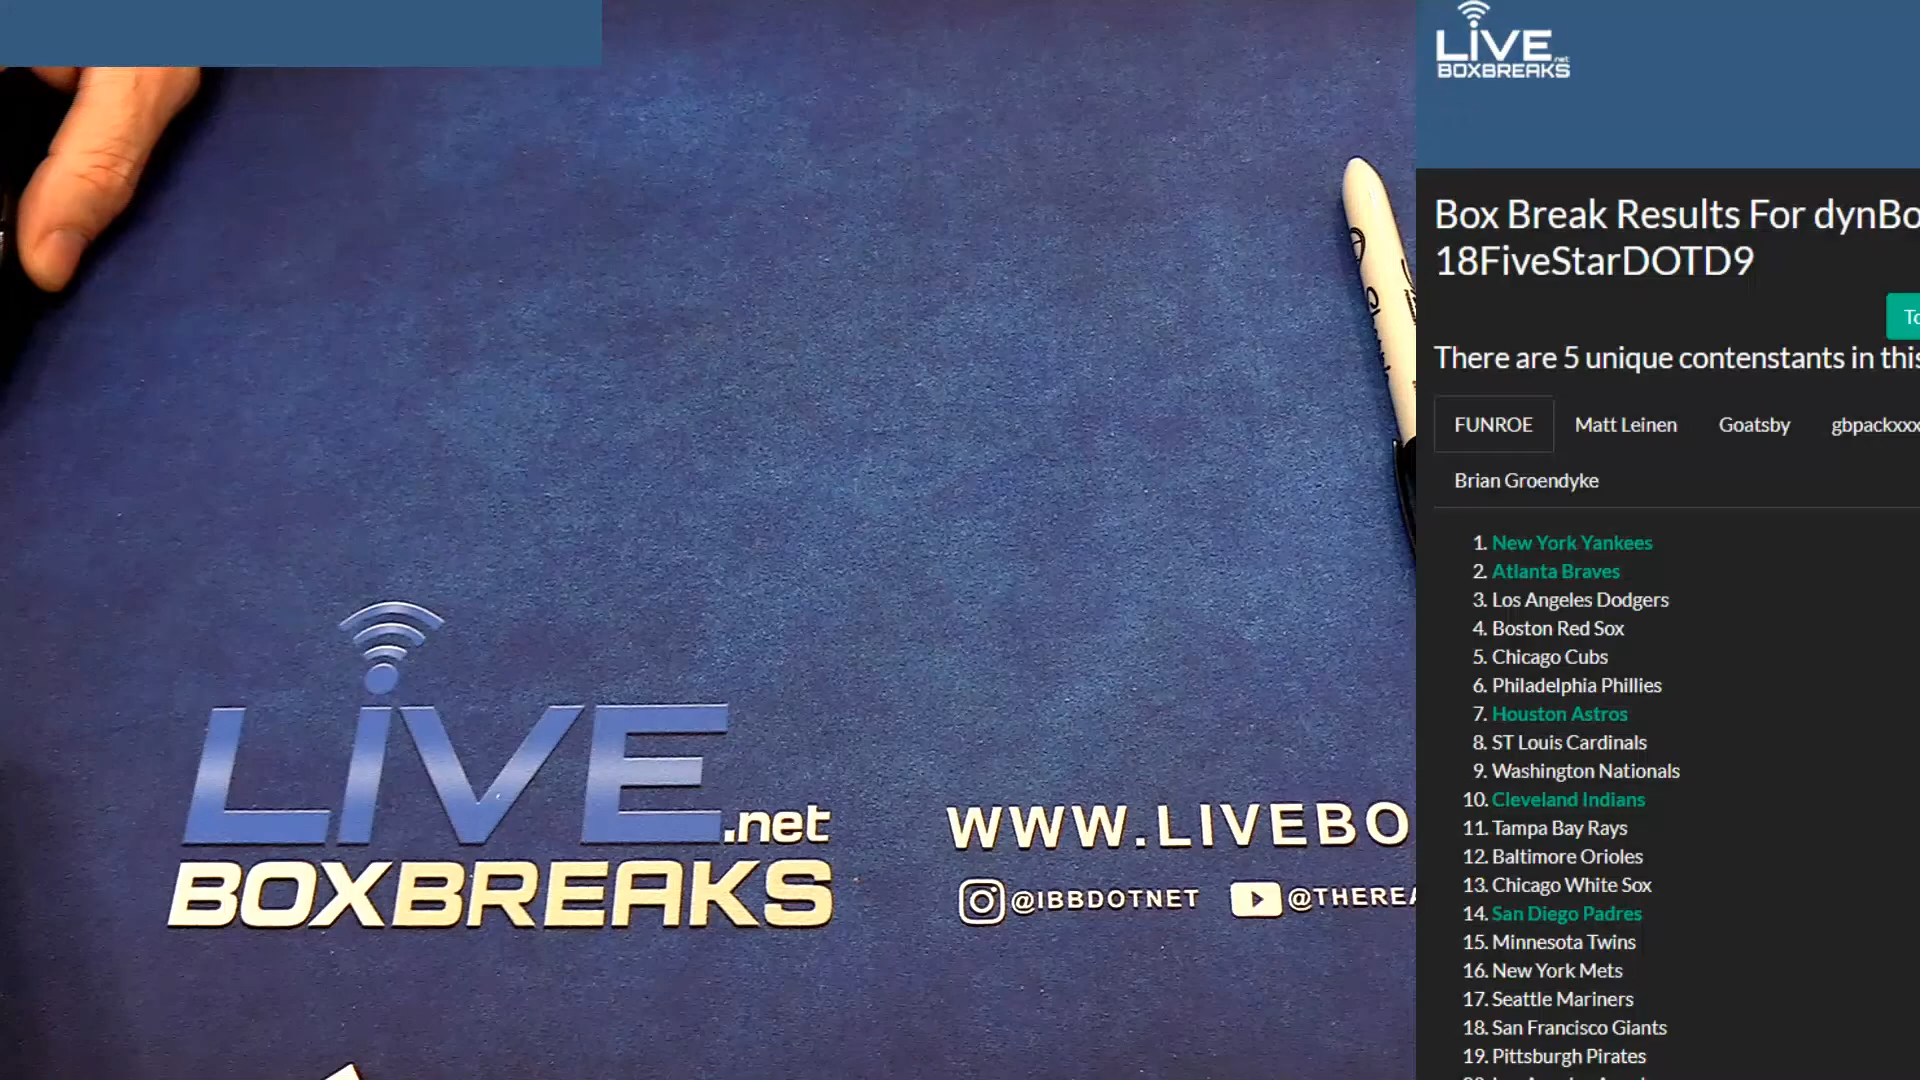 LIVE
.net
BOXBREAKS
WWW.LIVEBO
@IBBDOTNET
@THEREA
LIVE.net
BOXBREAKS
Box Break Results For dynBo
18FiveStarDOTD9
To
There are 5 unique contenstants in this
FUNROE Matt Leinen Goatsby gbpackxxx
Brian Groendyke
1. New York Yankees
2. Atlanta Braves
3. Los Angeles Dodgers
4. Boston Red Sox
5. Chicago Cubs
6. Philadelphia Phillies
7. Houston Astros
8. ST Louis Cardinals
9. Washington Nationals
10. Cleveland Indians
11. Tampa Bay Rays
12. Baltimore Orioles
13. Chicago White Sox
14. San Diego Padres
15. Minnesota Twins
16. New York Mets
17. Seattle Mariners
18. San Francisco Giants
19. Pittsburgh Pirates